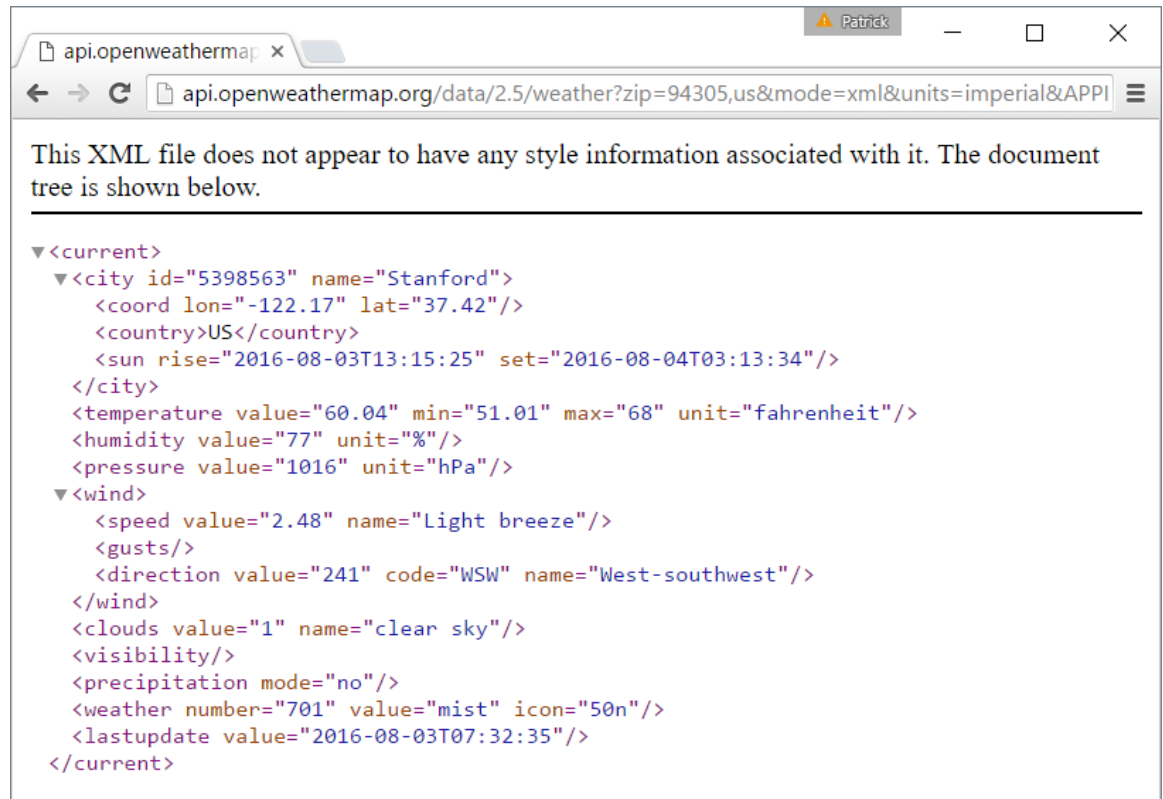 Patrick
api.openweathermap
api.openweathermap.org/data/2.5/weather?zip=94305,us&mode=xml&units=imperial&APPI
This XML file does not appear to have any style information associated with it. The document
tree is shown below.
<current>
<city id="5398563" name="Stanford">
<coord lon="-122.17" lat="37.42"/>
<country>US</country>
<sun rise="2016-08-03T13:15:25" set="2016-08-04T03:13:34"/>
</city>
<temperature value="60.04" min="51.01" max="68" unit="fahrenheit"/>
<humidity value="77" unit="%"/>
<pressure value="1016" unit="hPa"/>
<wind>
<speed value="2.48" name="Light breeze"/>
<gusts/>
<direction value="241" code="WSW" name="West-southwest"/>
</wind>
<clouds value="1" name="clear sky"/>
<visibility/>
<precipitation mode="no"/>
<weather number="701" value="mist" icon="50n"/>
<lastupdate value="2016-08-03T07:32:35"/>
</current>